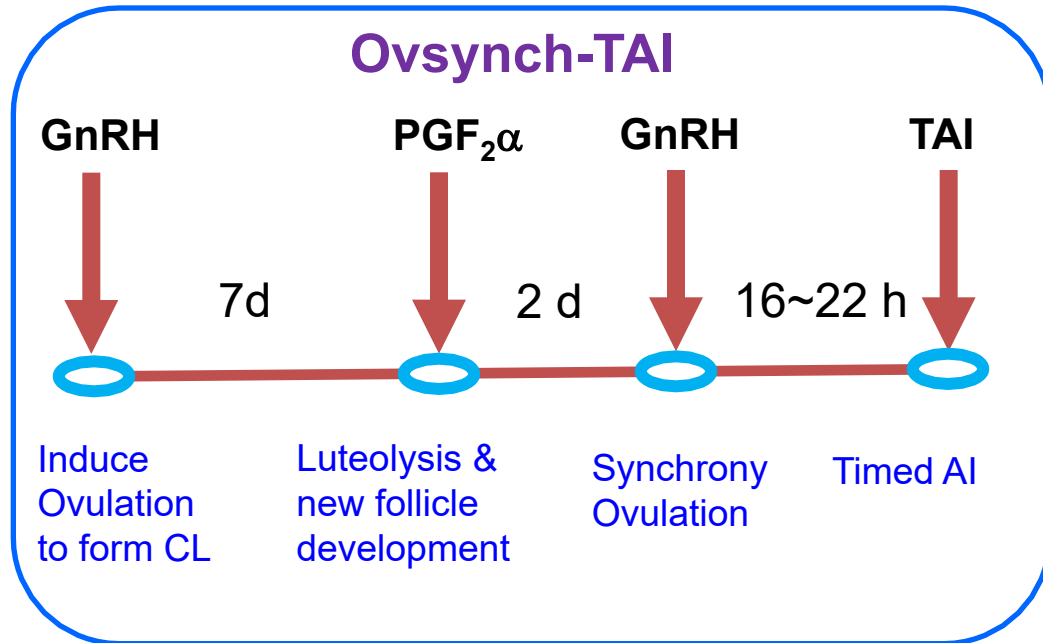 Ovsynch-TAI
GnRH
PGF₂α
GnRH
TAI
7d
2 d
16~22 h
Induce
Ovulation
to form CL
Luteolysis &
new follicle
development
Synchrony
Ovulation
Timed AI